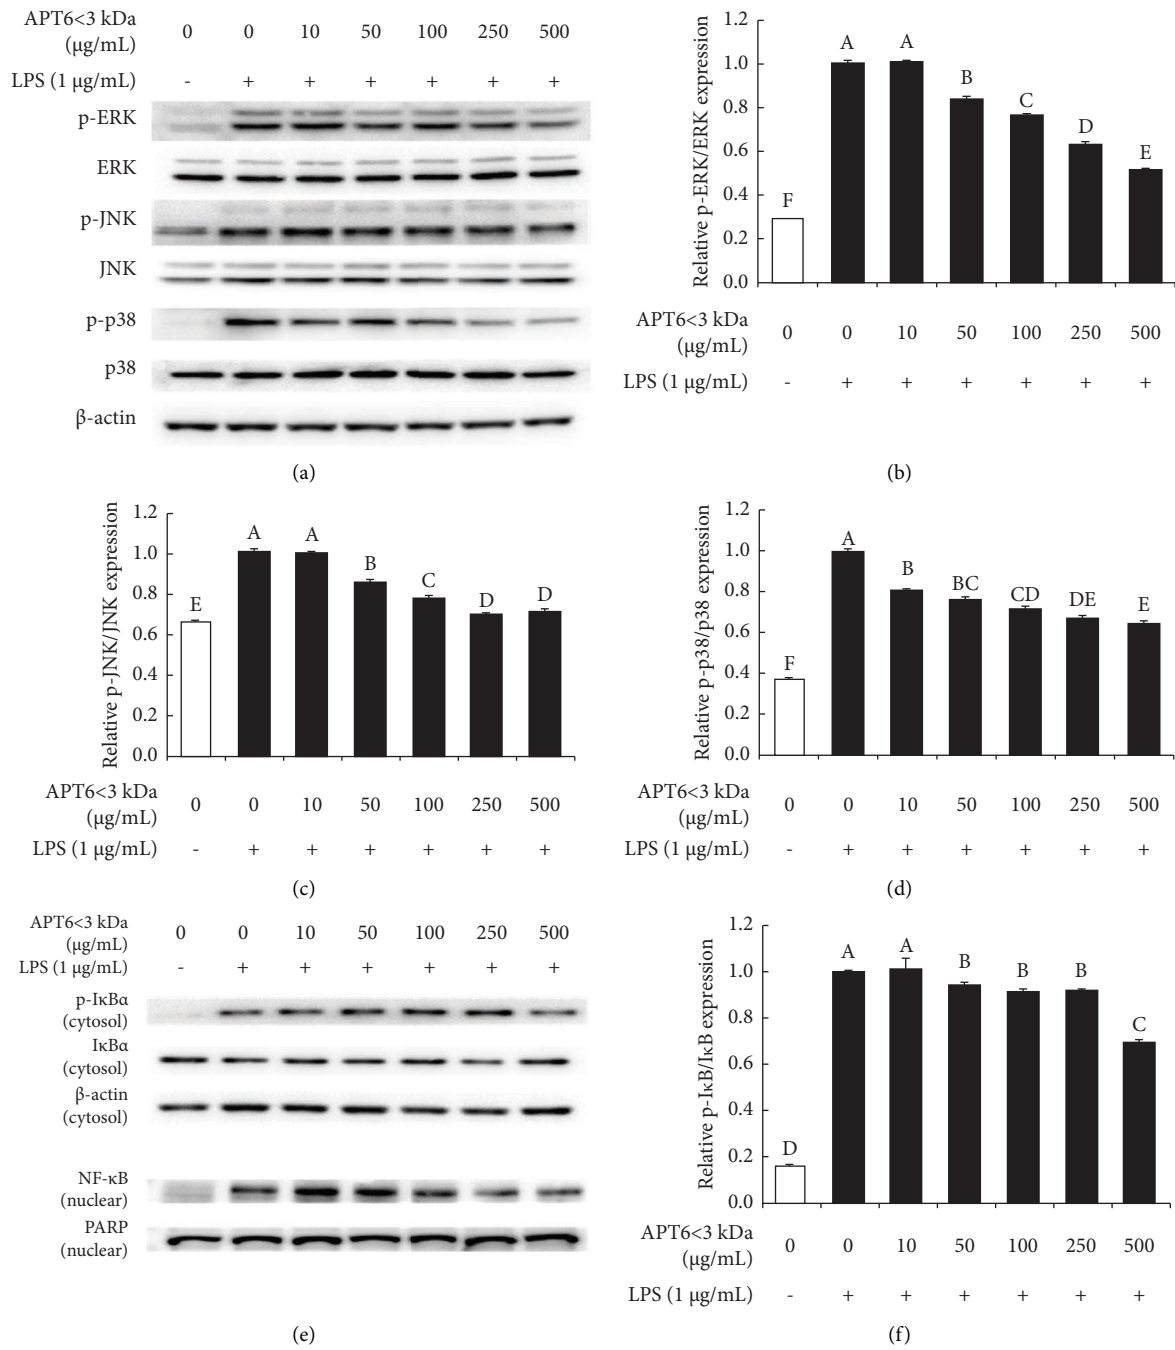 APT6<3 kDa
(µg/mL)
0 0 10 50 100 250 500
LPS (1 µg/mL) - + + + + + +
p-ERK
ERK
p-JNK
JNK
p-p38
p38
β-actin
(a)
Relative p-ERK/ERK expression
1.2
1.0
0.8
0.6
0.4
0.2
0.0
F A A B C D E
APT6<3 kDa
(µg/mL)
0 0 10 50 100 250 500
LPS (1 µg/mL) - + + + + + +
(b)
Relative p-JNK/JNK expression
1.2
1.0
0.8
0.6
0.4
0.2
0.0
E A A B C D D
APT6<3 kDa
(µg/mL)
0 0 10 50 100 250 500
LPS (1 µg/mL) - + + + + + +
(c)
Relative p-p38/p38 expression
1.2
1.0
0.8
0.6
0.4
0.2
0.0
F A B BC CD DE E
APT6<3 kDa
(µg/mL)
0 0 10 50 100 250 500
LPS (1 µg/mL) - + + + + + +
(d)
APT6<3 kDa
(µg/mL)
0 0 10 50 100 250 500
LPS (1 µg/mL) - + + + + + +
p-IκBα
(cytosol)
IκBα
(cytosol)
β-actin
(cytosol)
NF-κB
(nuclear)
PARP
(nuclear)
(e)
Relative p-IκB/IκB expression
1.2
1.0
0.8
0.6
0.4
0.2
0.0
D A A B B B C
APT6<3 kDa
(µg/mL)
0 0 10 50 100 250 500
LPS (1 µg/mL) - + + + + + +
(f)